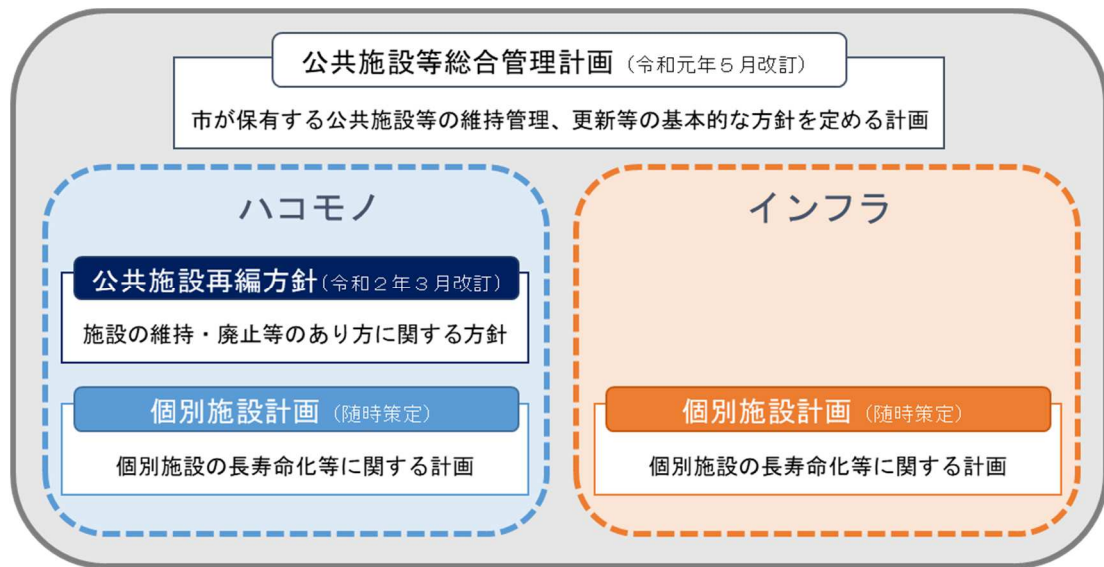 公共施設等総合管理計画（令和元年５月改訂）
市が保有する公共施設等の維持管理、更新等の基本的な方針を定める計画
ハコモノ
公共施設再編方針(令和２年３月改訂)
施設の維持・廃止等のあり方に関する方針
個別施設計画（随時策定）
個別施設の長寿命化等に関する計画
インフラ
個別施設計画（随時策定）
個別施設の長寿命化等に関する計画